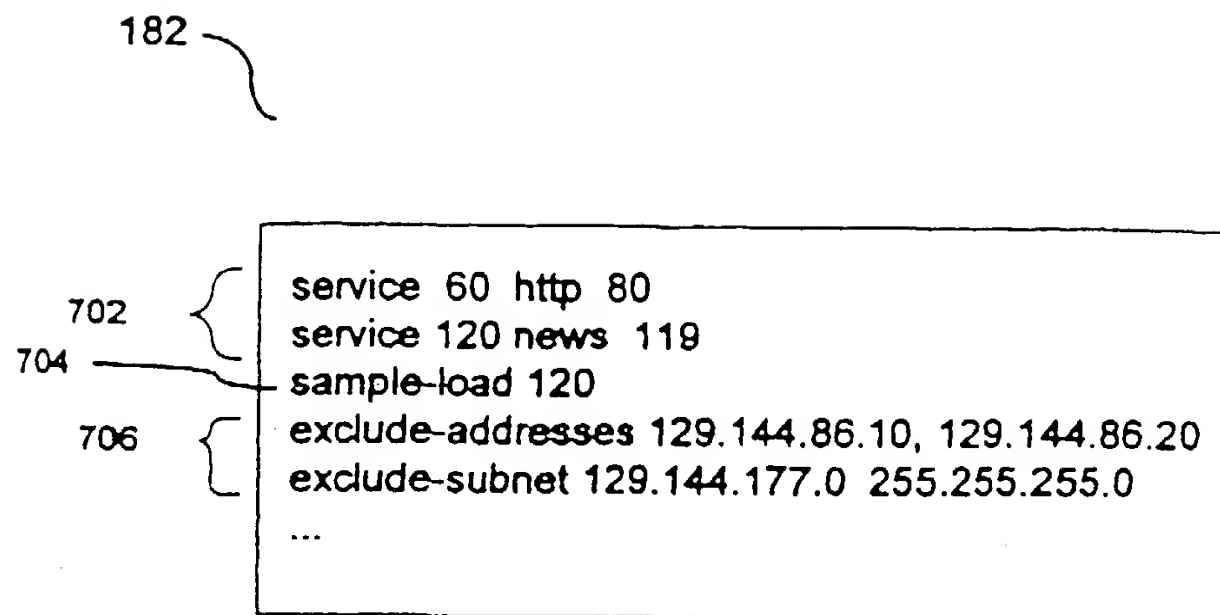 182
702
704
706
service 60 http 80
service 120 news 119
sample-load 120
exclude-addresses 129.144.86.10, 129.144.86.20
exclude-subnet 129.144.177.0 255.255.255.0
...